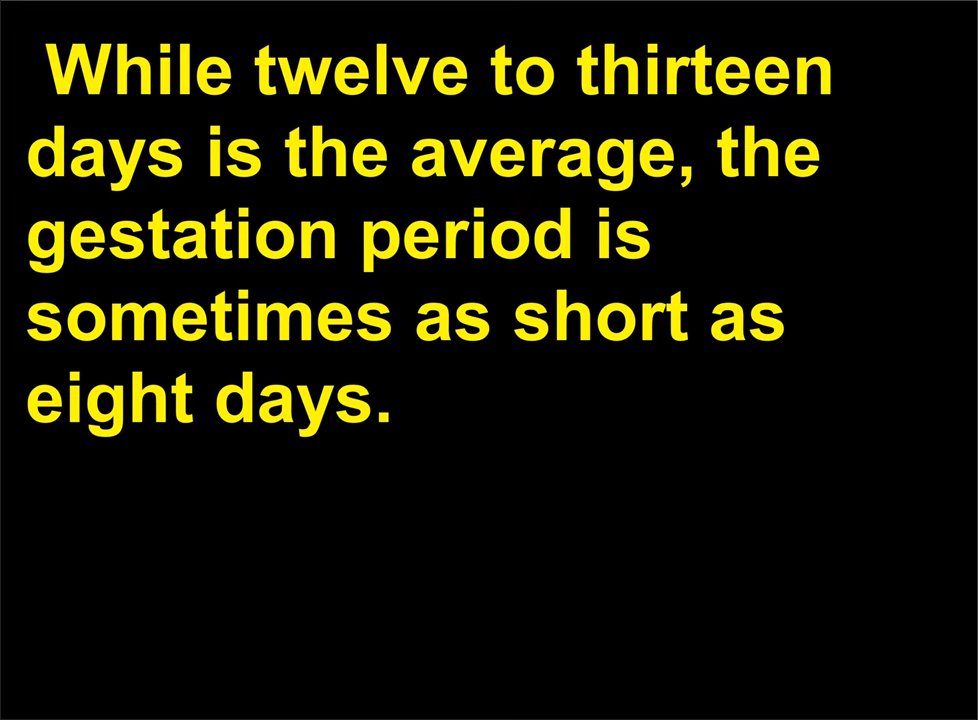 While twelve to thirteen
days is the average, the
gestation period is
sometimes as short as
eight days.